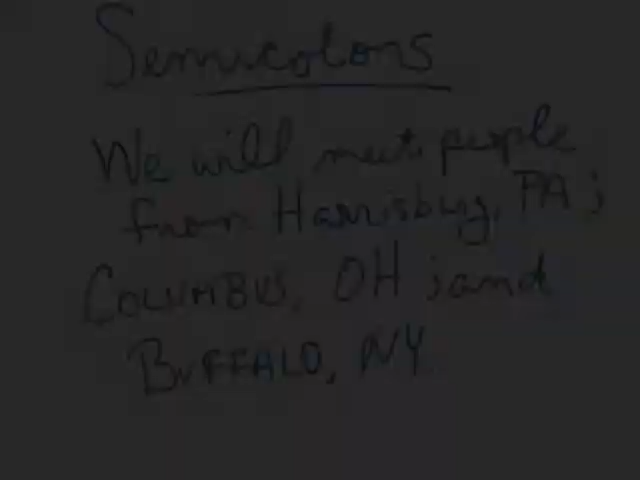 Semicolons
We will meet people
from Harrisburg, PA;
COLUMBUS, OH; and
BUFFALO, NY